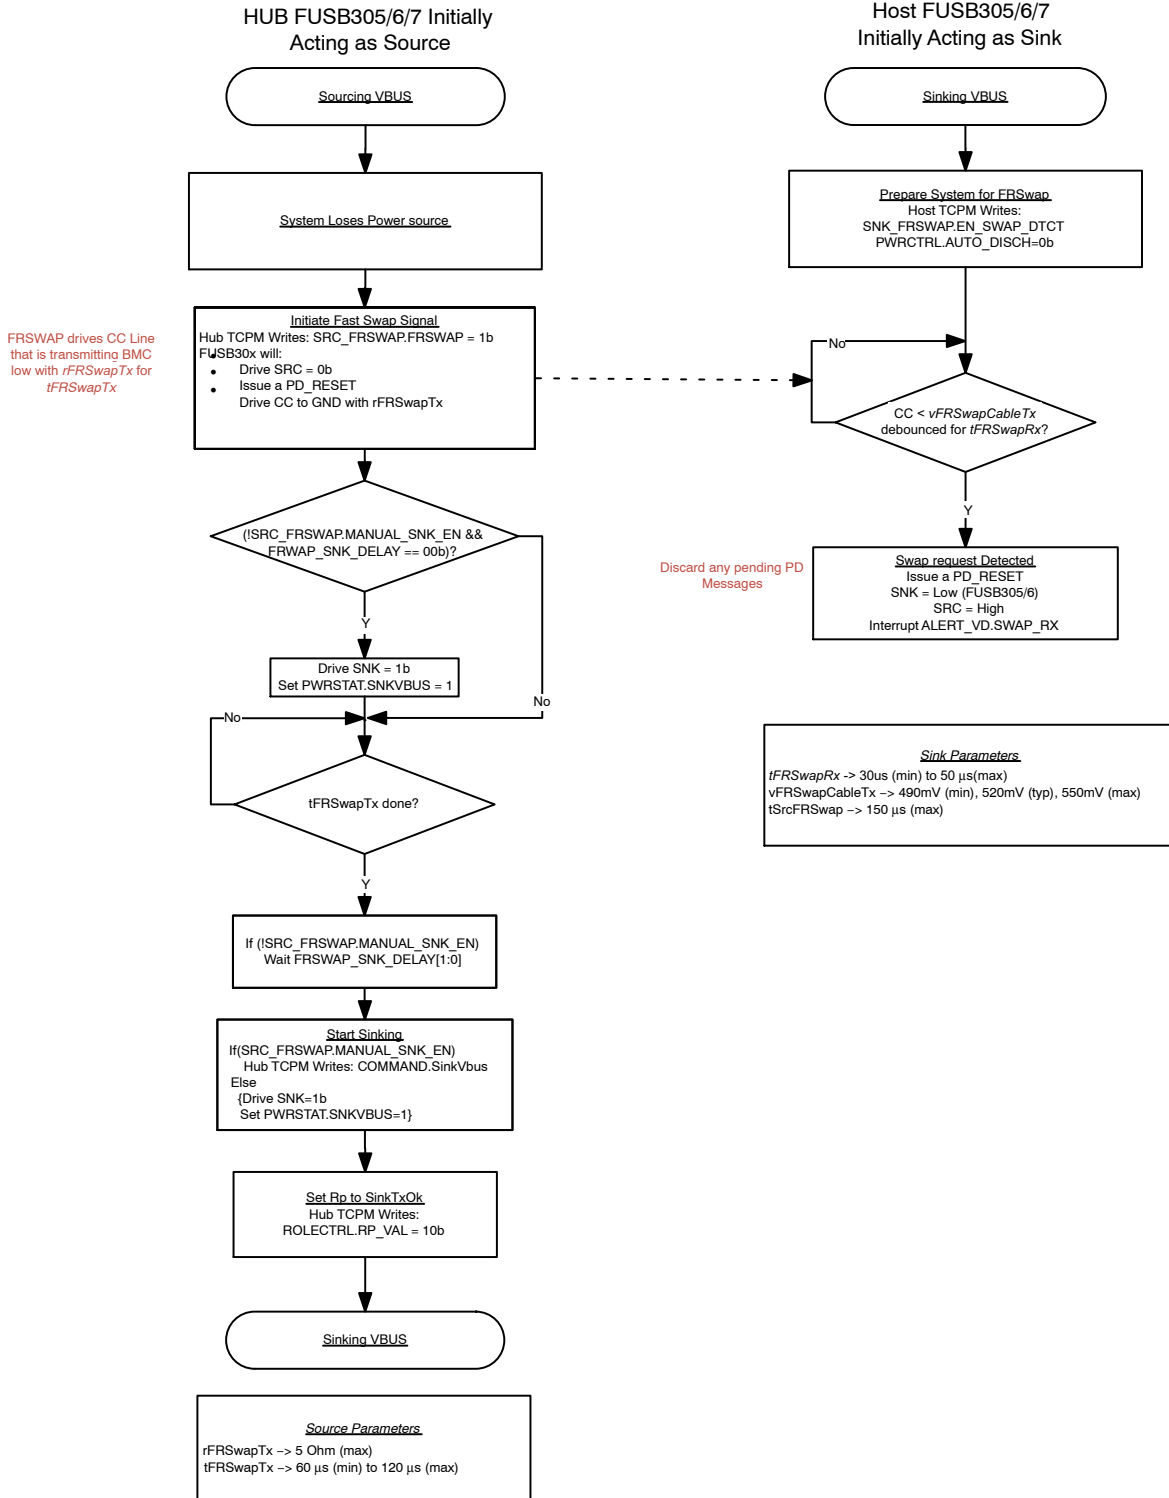 HUB FUSB305/6/7 Initially
Acting as Source
Sourcing VBUS
System Loses Power source
FRSWAP drives CC Line
that is transmitting BMC
low with rFRSwapTx for
tFRSwapTx
Initiate Fast Swap Signal
Hub TCPM Writes: SRC_FRSWAP.FRSWAP = 1b
FUSB30x will:
• Drive SRC = 0b
• Issue a PD_RESET
• Drive CC to GND with rFRSwapTx
(!SRC_FRSWAP.MANUAL_SNK_EN &&
FRWAP_SNK_DELAY == 00b)?
Y
No
Drive SNK = 1b
Set PWRSTAT.SNKVBUS = 1
No
tFRSwapTx done?
Y
If (!SRC_FRSWAP.MANUAL_SNK_EN)
Wait FRSWAP_SNK_DELAY[1:0]
Start Sinking
If(SRC_FRSWAP.MANUAL_SNK_EN)
Hub TCPM Writes: COMMAND.SinkVbus
Else
{Drive SNK=1b
Set PWRSTAT.SNKVBUS=1}
Set Rp to SinkTxOk
Hub TCPM Writes:
ROLECTRL.RP_VAL = 10b
Sinking VBUS
Source Parameters
rFRSwapTx −> 5 Ohm (max)
tFRSwapTx −> 60 μs (min) to 120 μs (max)
Host FUSB305/6/7
Initially Acting as Sink
Sinking VBUS
Prepare System for FRSwap
Host TCPM Writes:
SNK_FRSWAP.EN_SWAP_DTCT
PWRCTRL.AUTO_DISCH=0b
No
CC < vFRSwapCableTx
debounced for tFRSwapRx?
Y
Discard any pending PD
Messages
Swap request Detected
Issue a PD_RESET
SNK = Low (FUSB305/6)
SRC = High
Interrupt ALERT_VD.SWAP_RX
Sink Parameters
tFRSwapRx -> 30us (min) to 50 μs(max)
vFRSwapCableTx −> 490mV (min), 520mV (typ), 550mV (max)
tSrcFRSwap −> 150 μs (max)